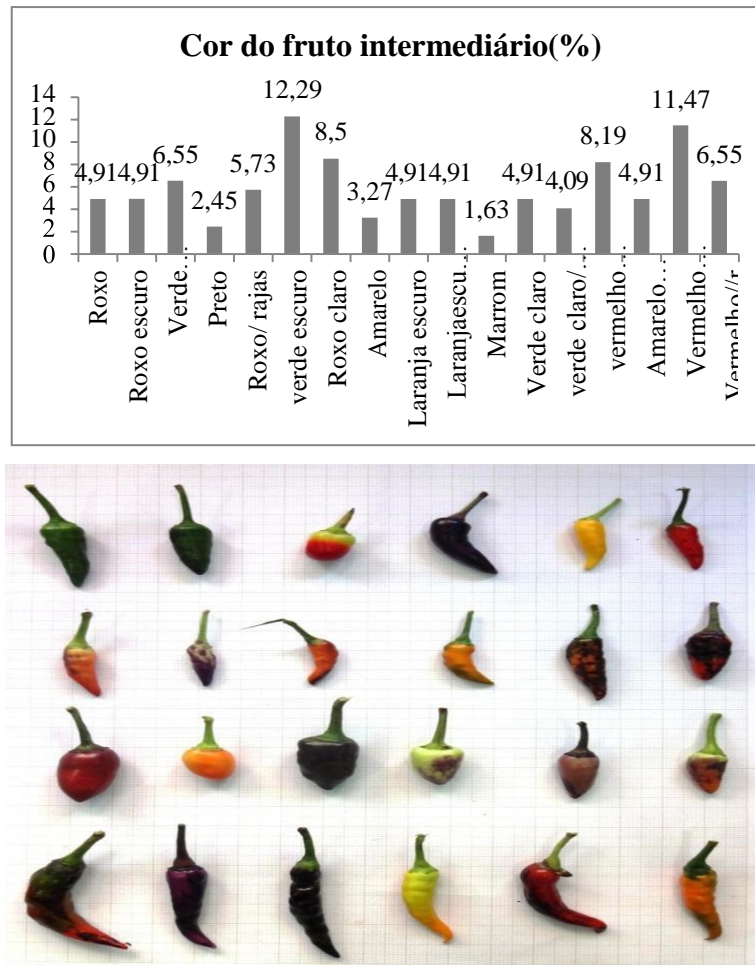 Cor do fruto intermediário(%)
14
12
10
8
6
4
2
0
4,91
4,91
6,55
2,45
5,73
12,29
8,5
3,27
4,91
4,91
1,63
4,91
4,09
8,19
4,91
11,47
6,55
Roxo
Roxo escuro
Verde…
Preto
Roxo/ rajas
verde escuro
Roxo claro
Amarelo
Laranja escuro
Laranjaescu…
Marrom
Verde claro
verde claro/…
vermelho…
Amarelo…
Vermelho…
Vermelho//r